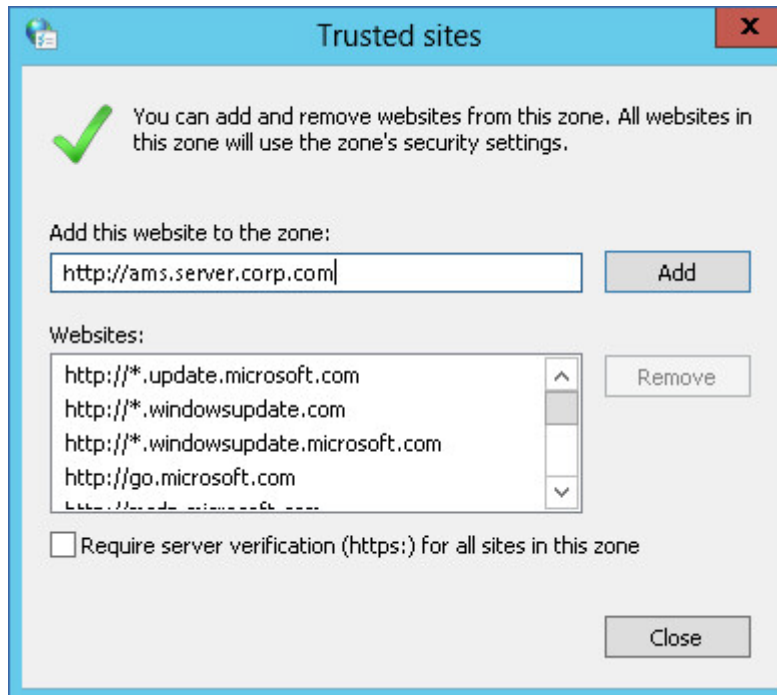 Trusted sites
x
You can add and remove websites from this zone. All websites in
this zone will use the zone's security settings.
Add this website to the zone:
http://ams.server.corp.com
Add
Websites:
http://*.update.microsoft.com
http://*.windowsupdate.com
http://*.windowsupdate.microsoft.com
http://go.microsoft.com
Remove
Require server verification (https:) for all sites in this zone
Close